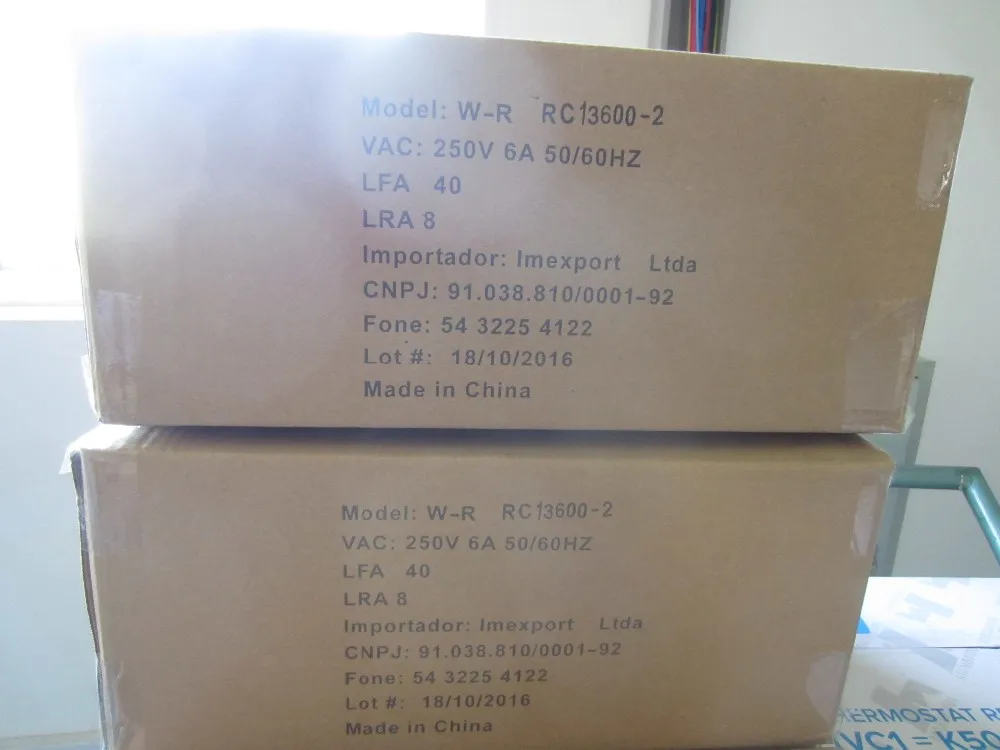 Model: W-R RC13600-2
VAC: 250V 6A 50/60HZ
LFA 40
LRA 8
Importador: Imexport Ltda
CNPJ: 91.038.810/0001-92
Fone: 54 3225 4122
Lot #: 18/10/2016
Made in China
Model: W-R RC13600-2
VAC: 250V 6A 50/60HZ
LFA 40
LRA 8
Importador: Imexport Ltda
CNPJ: 91.038.810/0001-92
Fone: 54 3225 4122
Lot #: 18/10/2016
Made in China
VC1 = K50